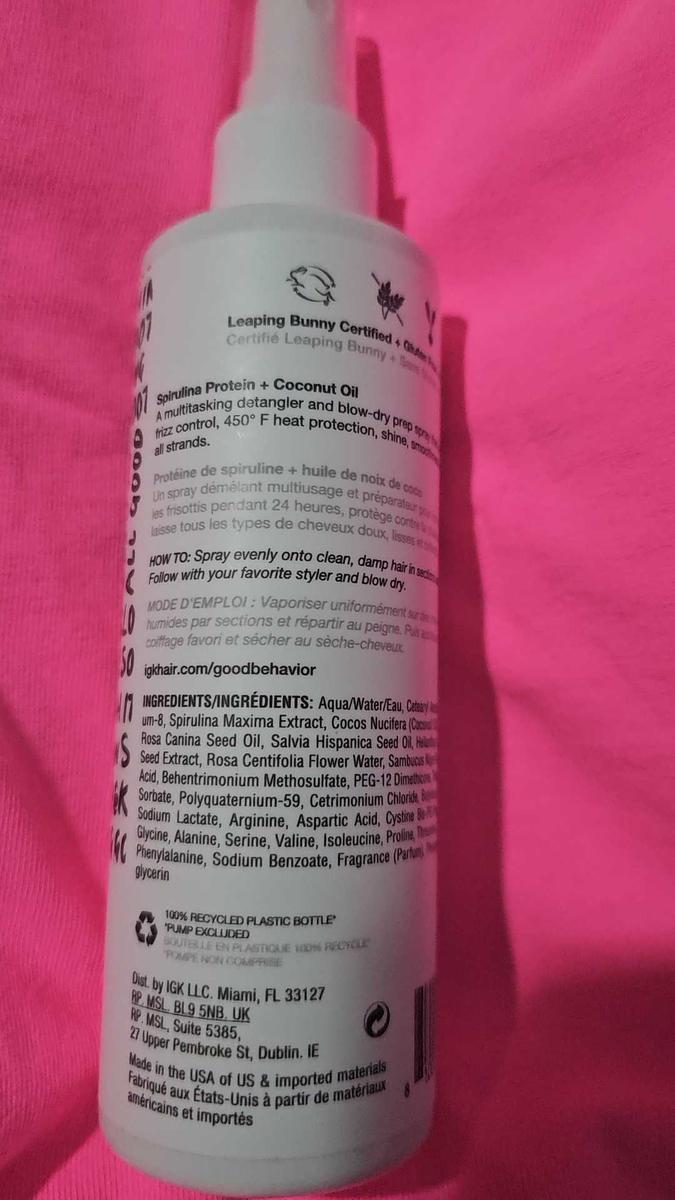 Leaping Bunny Certified + Gluten
Certifié Leaping Bunny + Sans
Spirulina Protein + Coconut Oil
A multitasking detangler and blow-dry prep spray
frizz control, 450° F heat protection, shine,
all strands.
Protéine de spiruline + huile de noix de coco
Un spray démêlant multiusage et préparateur
les frisottis pendant 24 heures, protège contre la
laisse tous les types de cheveux doux, lisses et
HOW TO: Spray evenly onto clean, damp hair in
Follow with your favorite styler and blow dry.
MODE D'EMPLOI : Vaporiser uniformément sur
humides par sections et répartir au peigne. Puis
coiffage favori et sécher au sèche-cheveux.
igkhair.com/goodbehavior
INGREDIENTS/INGRÉDIENTS: Aqua/Water/Eau,
um-8, Spirulina Maxima Extract, Cocos Nucifera (Coconut)
Rosa Canina Seed Oil, Salvia Hispanica Seed Oil,
Seed Extract, Rosa Centifolia Flower Water, Sambucus
Acid, Behentrimonium Methosulfate, PEG-12 Dimethicone,
Sorbate, Polyquaternium-59, Cetrimonium Chloride,
Sodium Lactate, Arginine, Aspartic Acid, Cystine
Glycine, Alanine, Serine, Valine, Isoleucine, Proline,
Phenylalanine, Sodium Benzoate, Fragrance (Parfum),
glycerin
100% RECYCLED PLASTIC BOTTLE*
*PUMP EXCLUDED
BOUTEILLE EN PLASTIQUE 100% RECYCLÉ*
*POMPE NON COMPRISE
Dist. by IGK LLC. Miami, FL 33127
RP. MSL BL9 5NB. UK
RP. MSL, Suite 5385,
27 Upper Pembroke St, Dublin. IE
Made in the USA of US & imported materials
Fabriqué aux États-Unis à partir de matériaux
américains et importés
8
ALL GOOD